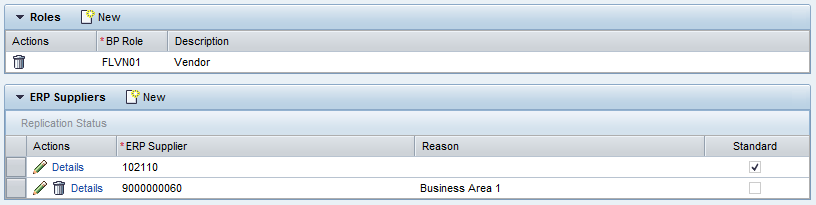 Roles New
Actions *BP Role Description
FLVN01 Vendor
ERP Suppliers New
Replication Status
Actions *ERP Supplier Reason Standard
Details 102110
Details 9000000060 Business Area 1